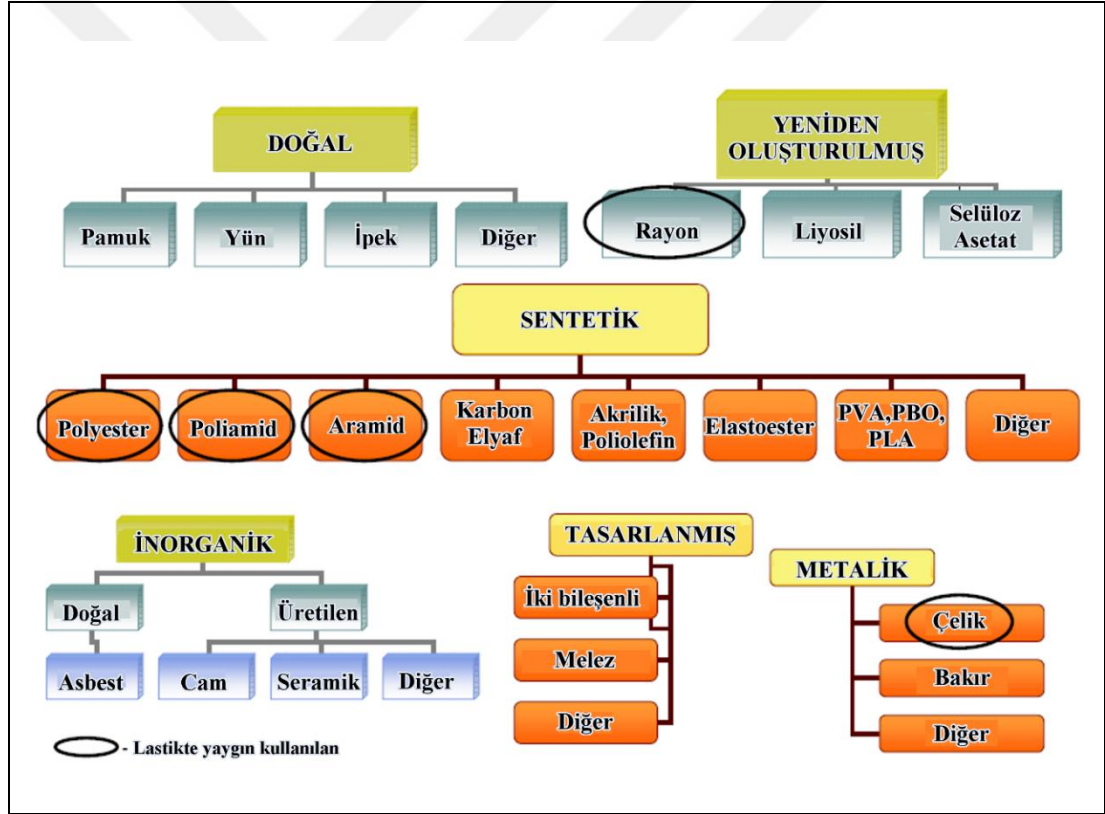 DOĞAL
Pamuk
Yün
İpek
Diğer
YENİDEN
OLUŞTURULMUŞ
Rayon
Liyosil
Selüloz
Asetat
SENTETİK
Polyester
Poliamid
Aramid
Karbon
Elyaf
Akrilik,
Poliolefin
Elastoester
PVA,PBO,
PLA
Diğer
İNORGANİK
Doğal
Üretilen
Asbest
Cam
Seramik
Diğer
TASARLANMIŞ
İki bileşenli
Melez
Diğer
METALİK
Çelik
Bakır
Diğer
- Lastikte yaygın kullanılan